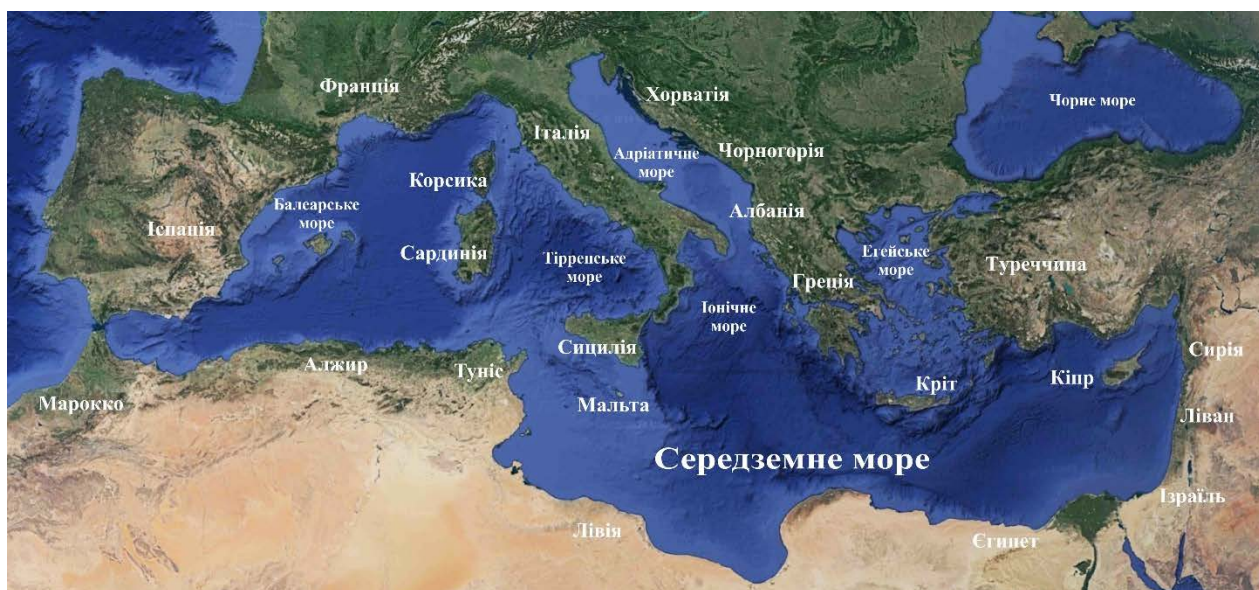 Франція
Хорватія
Чорне море
Італія
Адріатичне
море
Чорногорія
Корсика
Балеарське
море
Іспанія
Албанія
Сардинія
Тірренське
море
Егейське
море
Туреччина
Греція
Іонічне
море
Сицилія
Сирія
Алжир
Туніс
Кріт
Кіпр
Марокко
Мальта
Ліван
Середземне море
Ізраїль
Лівія
Єгипет